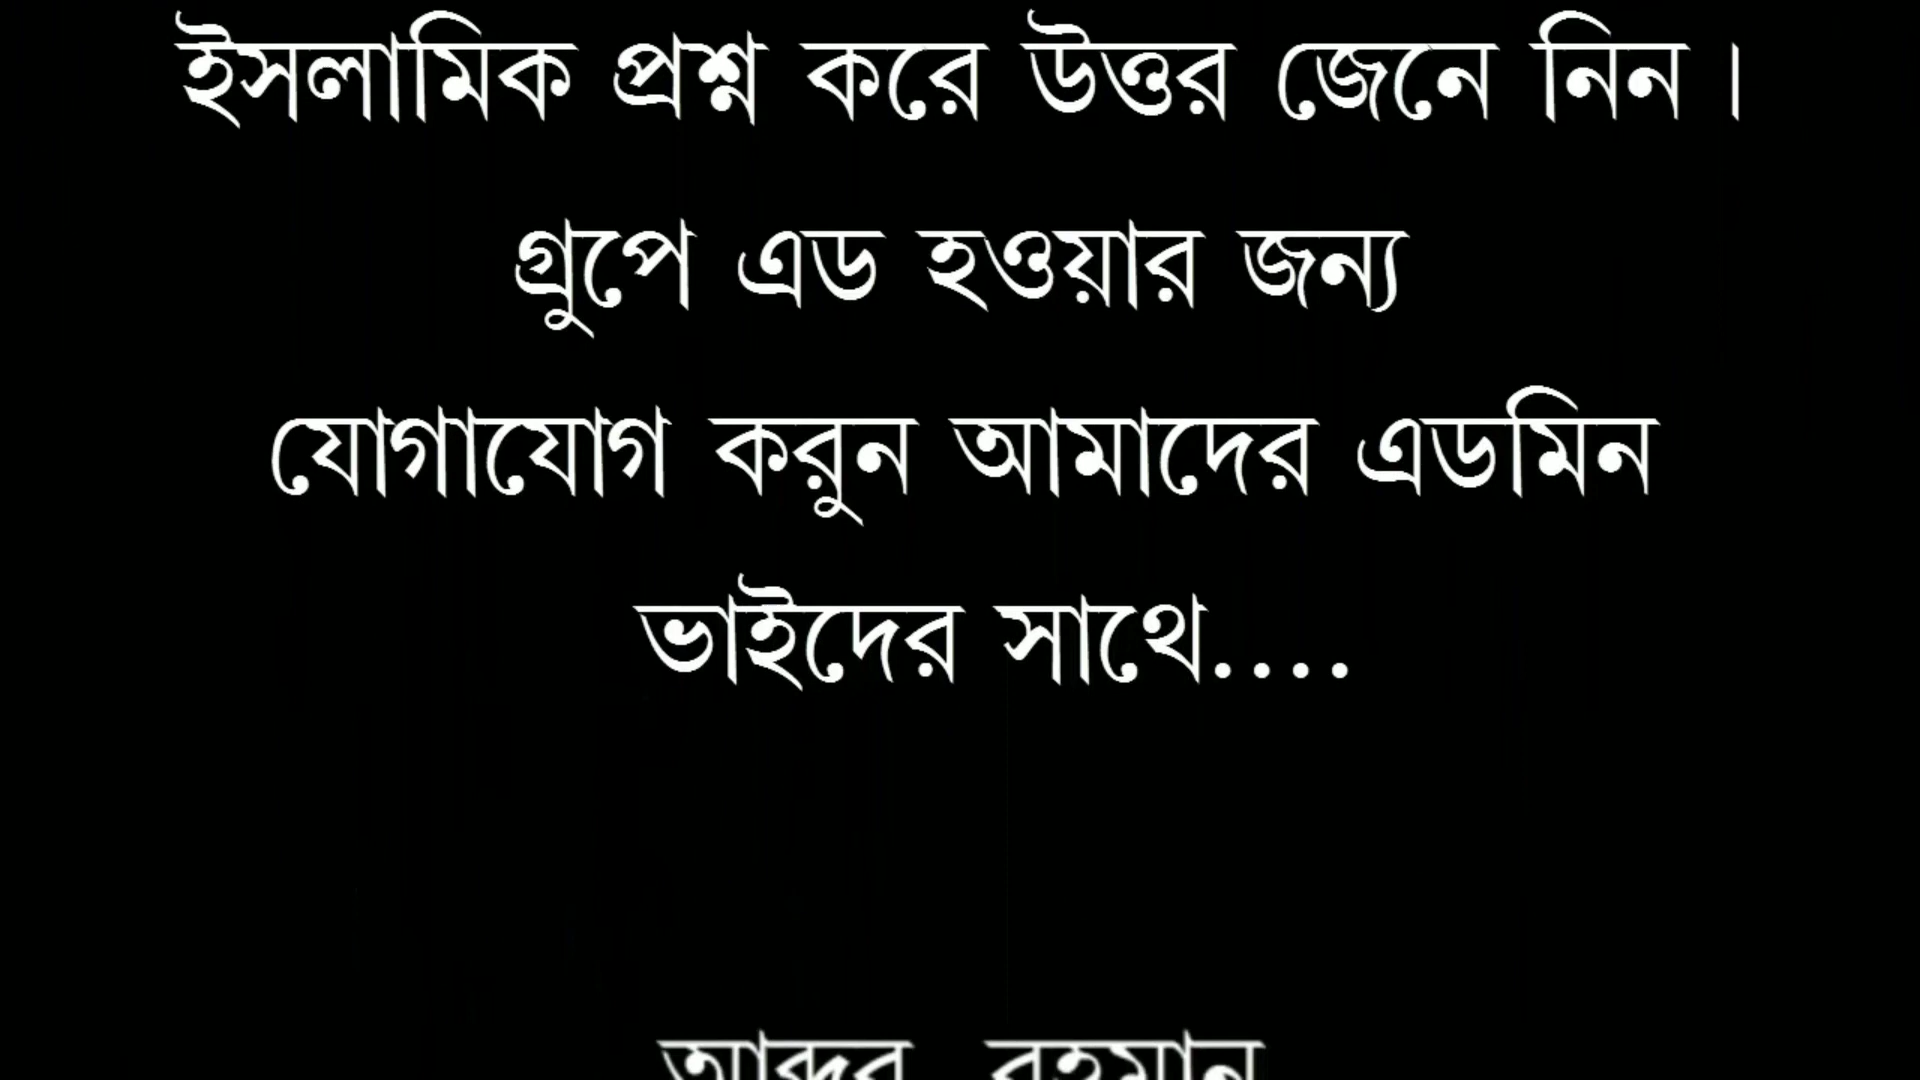 ইসলামিক প্রশ্ন করে উত্তর জেনে নিন।
গ্রুপে এড হওয়ার জন্য
যোগাযোগ করুন আমাদের এডমিন
ভাইদের সাথে....